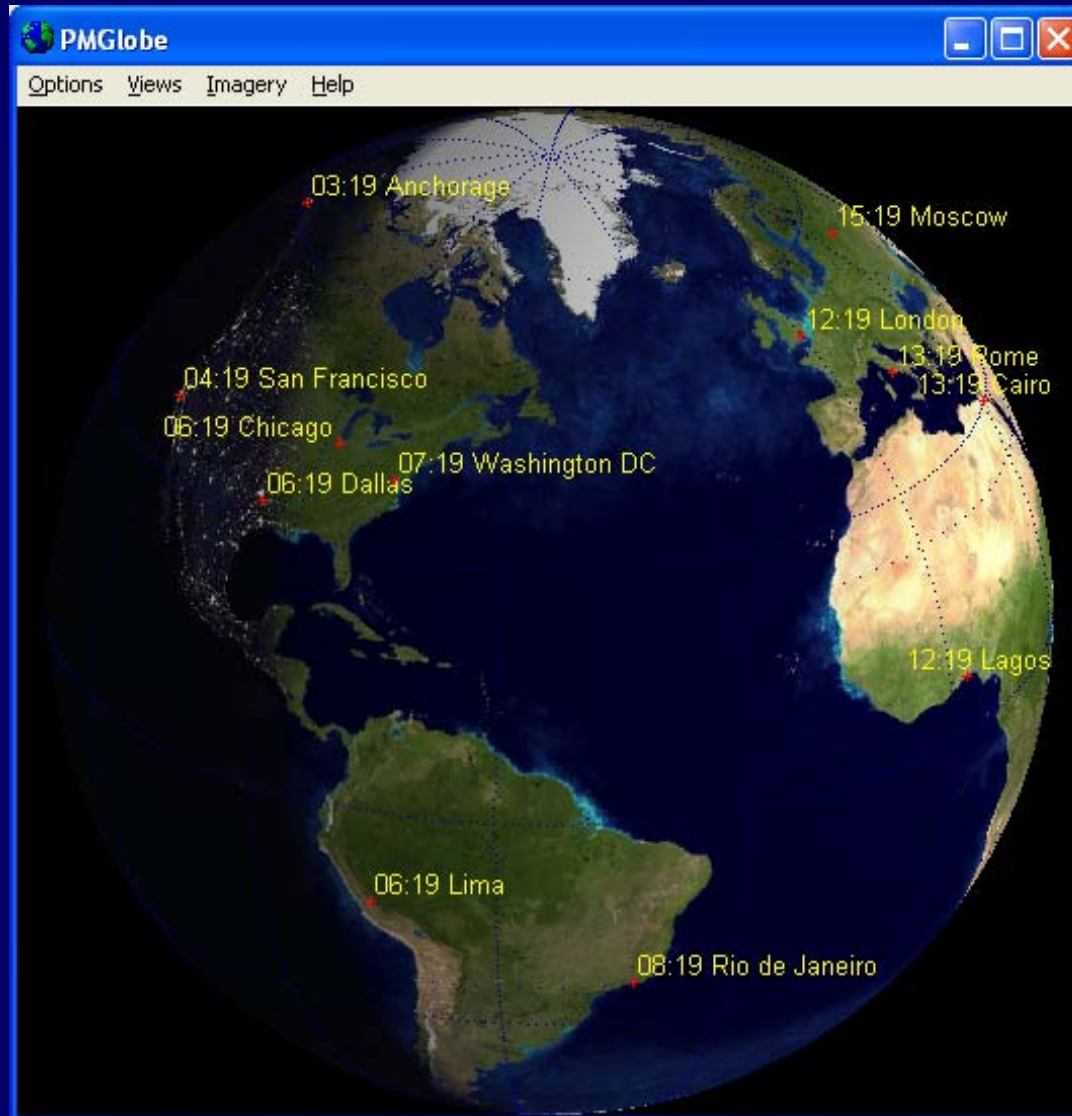 PMGlobe
Options Views Imagery Help
03:19 Anchorage
15:19 Moscow
12:19 London
13:19 Rome
04:19 San Francisco
13:19 Cairo
06:19 Chicago
07:19 Washington DC
06:19 Dallas
12:19 Lagos
06:19 Lima
08:19 Rio de Janeiro